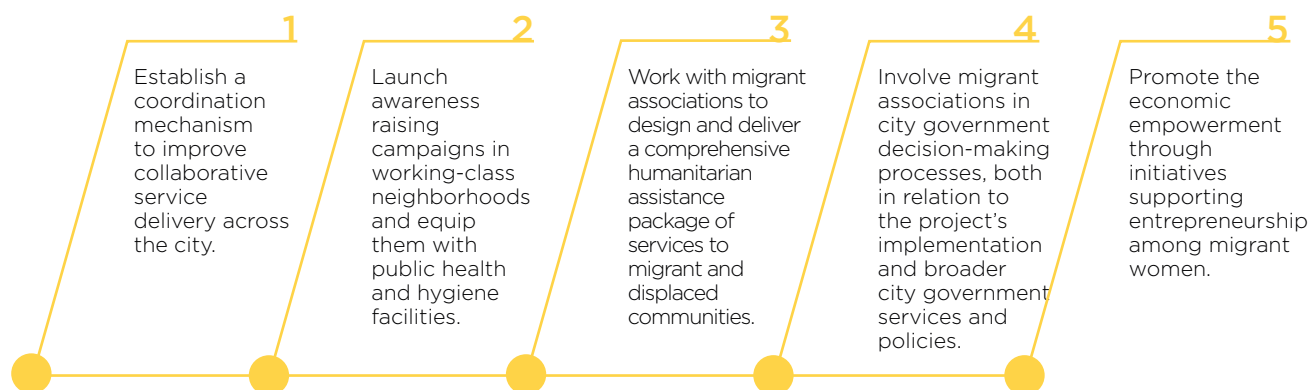 1
Establish a
coordination
mechanism
to improve
collaborative
service
delivery across
the city.
2
Launch
awareness
raising
campaigns in
working-class
neighborhoods
and equip
them with
public health
and hygiene
facilities.
3
Work with migrant
associations to
design and deliver
a comprehensive
humanitarian
assistance
package of
services to
migrant and
displaced
communities.
4
Involve migrant
associations in
city government
decision-making
processes, both
in relation to
the project's
implementation
and broader
city government
services and
policies.
5
Promote the
economic
empowerment
through
initiatives
supporting
entrepreneurship
among migrant
women.